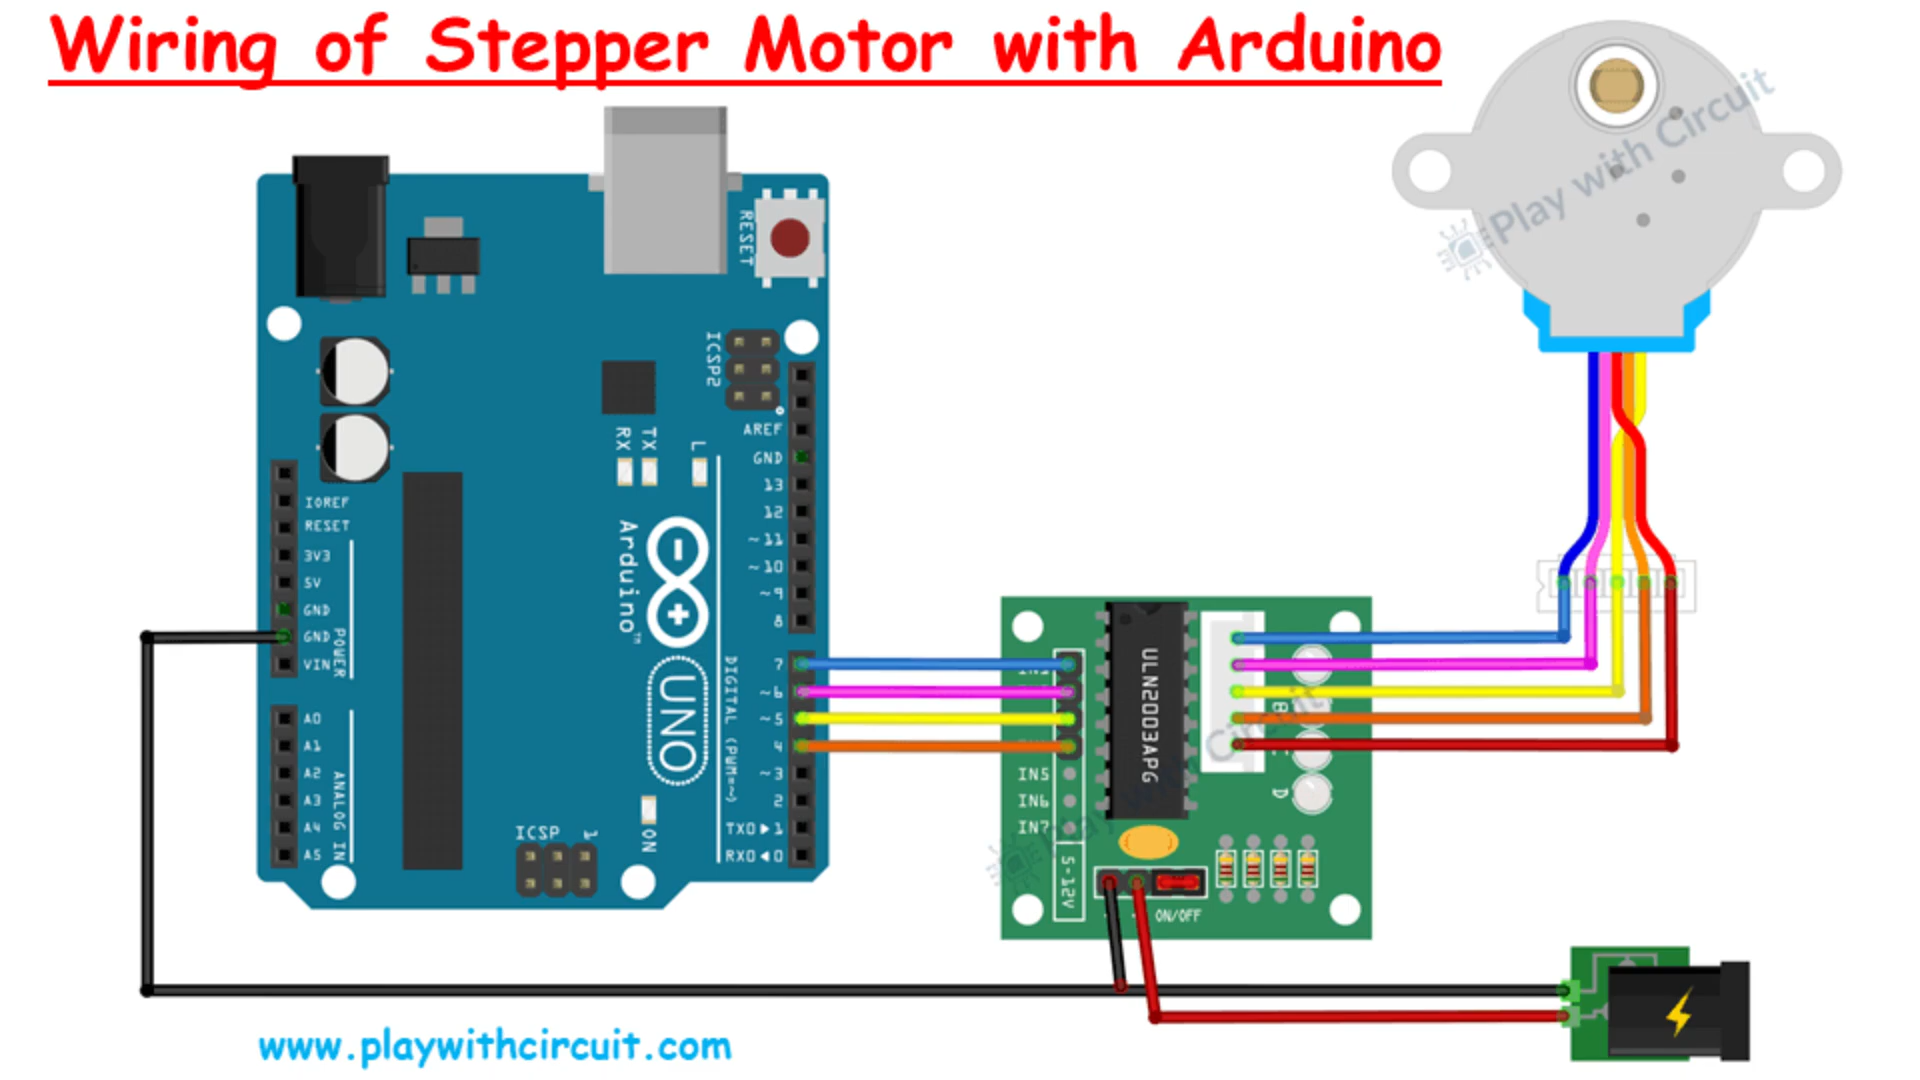 Wiring of Stepper Motor with Arduino
Play with Circuit
RESET
ICSP2
AREF
GND
13
12
~11
~10
~9
8
7
~6
~5
4
~3
2
TX0▶1
RX0◀0
DIGITAL (PWM=~)
RX
TX
L
Arduino™
UNO
ON
ICSP
1
IOREF
RESET
3V3
5V
GND
GND
VIN
POWER
A0
A1
A2
A3
A4
A5
ANALOG IN
IN5
IN6
IN7
5-12V
ULN2003APG
B
C
D
ON/OFF
Circuit
www.playwithcircuit.com